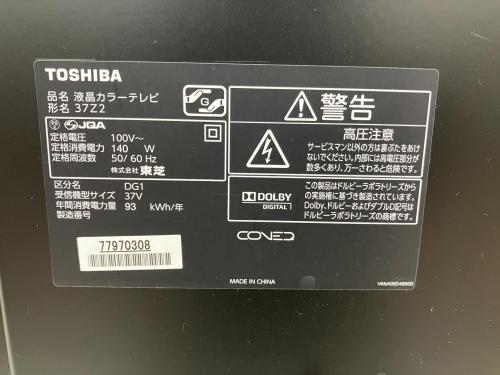 TOSHIBA
品名 液晶カラーテレビ
形名 37Z2
G
JQA
定格電圧 100V~
定格消費電力 140 W
定格周波数 50/60 Hz
株式会社 東芝
区分名 DG1
受信機型サイズ 37V
年間消費電力量 93 kWh/年
製造番号
77970308
警告
高圧注意
サービスマン以外の方は裏ぶたをあけ
ないでください。内部には高電圧部分が
数多くあり、万一さわると危険です。
DOLBY
DIGITAL
この製品はドルビーラボラトリーズから
の実施権に基づき製造されています。
Dolby、ドルビーおよびダブルD記号は
ドルビーラボラトリーズの商標です。
CONEQ
MADE IN CHINA